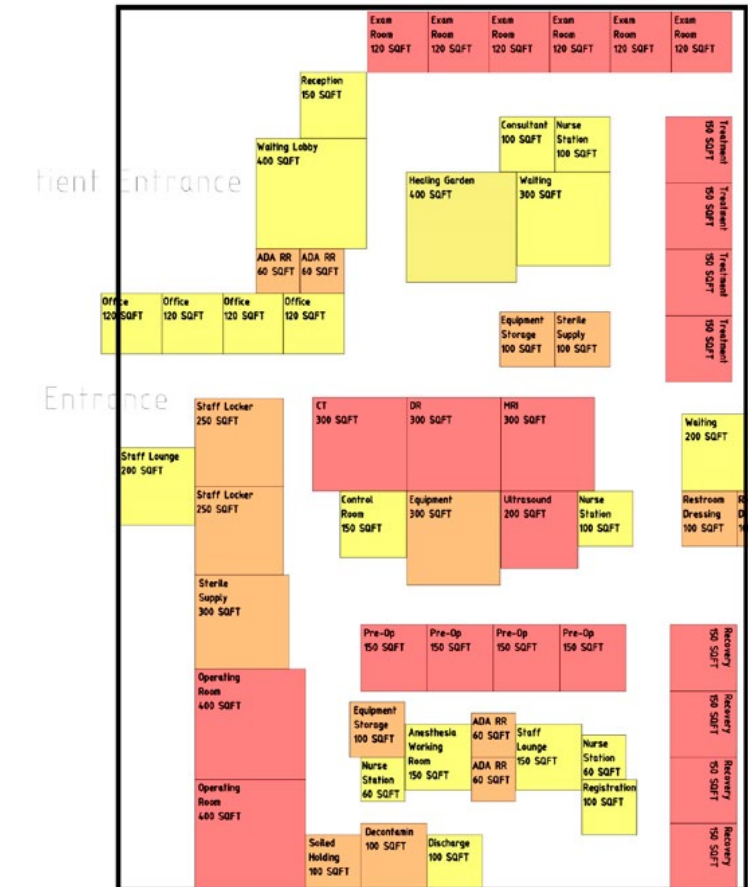 Exam
Room
120 SQFT
Exam
Room
120 SQFT
Exam
Room
120 SQFT
Exam
Room
120 SQFT
Exam
Room
120 SQFT
Exam
Room
120 SQFT
Reception
150 SQFT
Waiting Lobby
400 SQFT
Consultant
100 SQFT
Nurse
Station
100 SQFT
Treatment
150 SQFT
tient Entrance
Healing Garden
400 SQFT
Waiting
300 SQFT
Treatment
150 SQFT
ADA RR
60 SQFT
ADA RR
60 SQFT
Treatment
150 SQFT
Office
120 SQFT
Office
120 SQFT
Office
120 SQFT
Office
120 SQFT
Equipment
Storage
100 SQFT
Sterile
Supply
100 SQFT
Treatment
150 SQFT
Entrance
Staff Locker
250 SQFT
CT
300 SQFT
DR
300 SQFT
MRI
300 SQFT
Waiting
200 SQFT
Staff Lounge
200 SQFT
Staff Locker
250 SQFT
Control
Room
150 SQFT
Equipment
300 SQFT
Ultrasound
200 SQFT
Nurse
Station
100 SQFT
Restroom
Dressing
100 SQFT
Sterile
Supply
300 SQFT
Pre-Op
150 SQFT
Pre-Op
150 SQFT
Pre-Op
150 SQFT
Pre-Op
150 SQFT
Recovery
150 SQFT
Operating
Room
400 SQFT
Equipment
Storage
100 SQFT
Anesthesia
Working
Room
150 SQFT
ADA RR
60 SQFT
Staff
Lounge
150 SQFT
Nurse
Station
60 SQFT
Recovery
150 SQFT
Nurse
Station
60 SQFT
ADA RR
60 SQFT
Registration
100 SQFT
Recovery
150 SQFT
Operating
Room
400 SQFT
Soiled
Holding
100 SQFT
Decontamin
100 SQFT
Discharge
100 SQFT
Recovery
150 SQFT